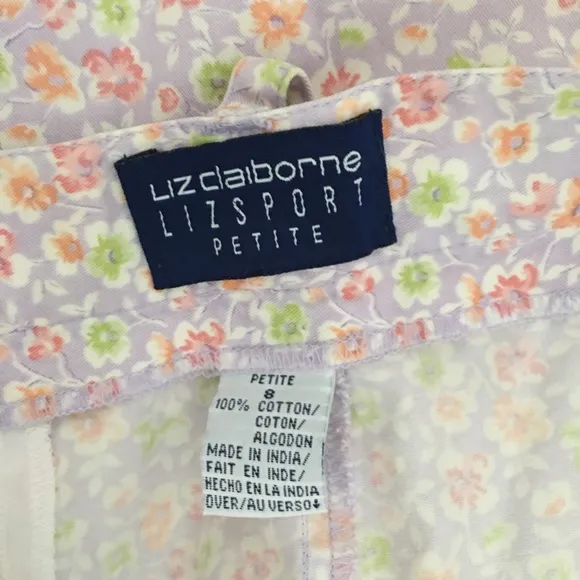 Liz claiborne
LIZSPORT
PETITE
PETITE
8
100% COTTON/
COTON/
ALGODON
MADE IN INDIA/
FAIT EN INDE/
HECHO EN LA INDIA
OVER/AU VERSO↓